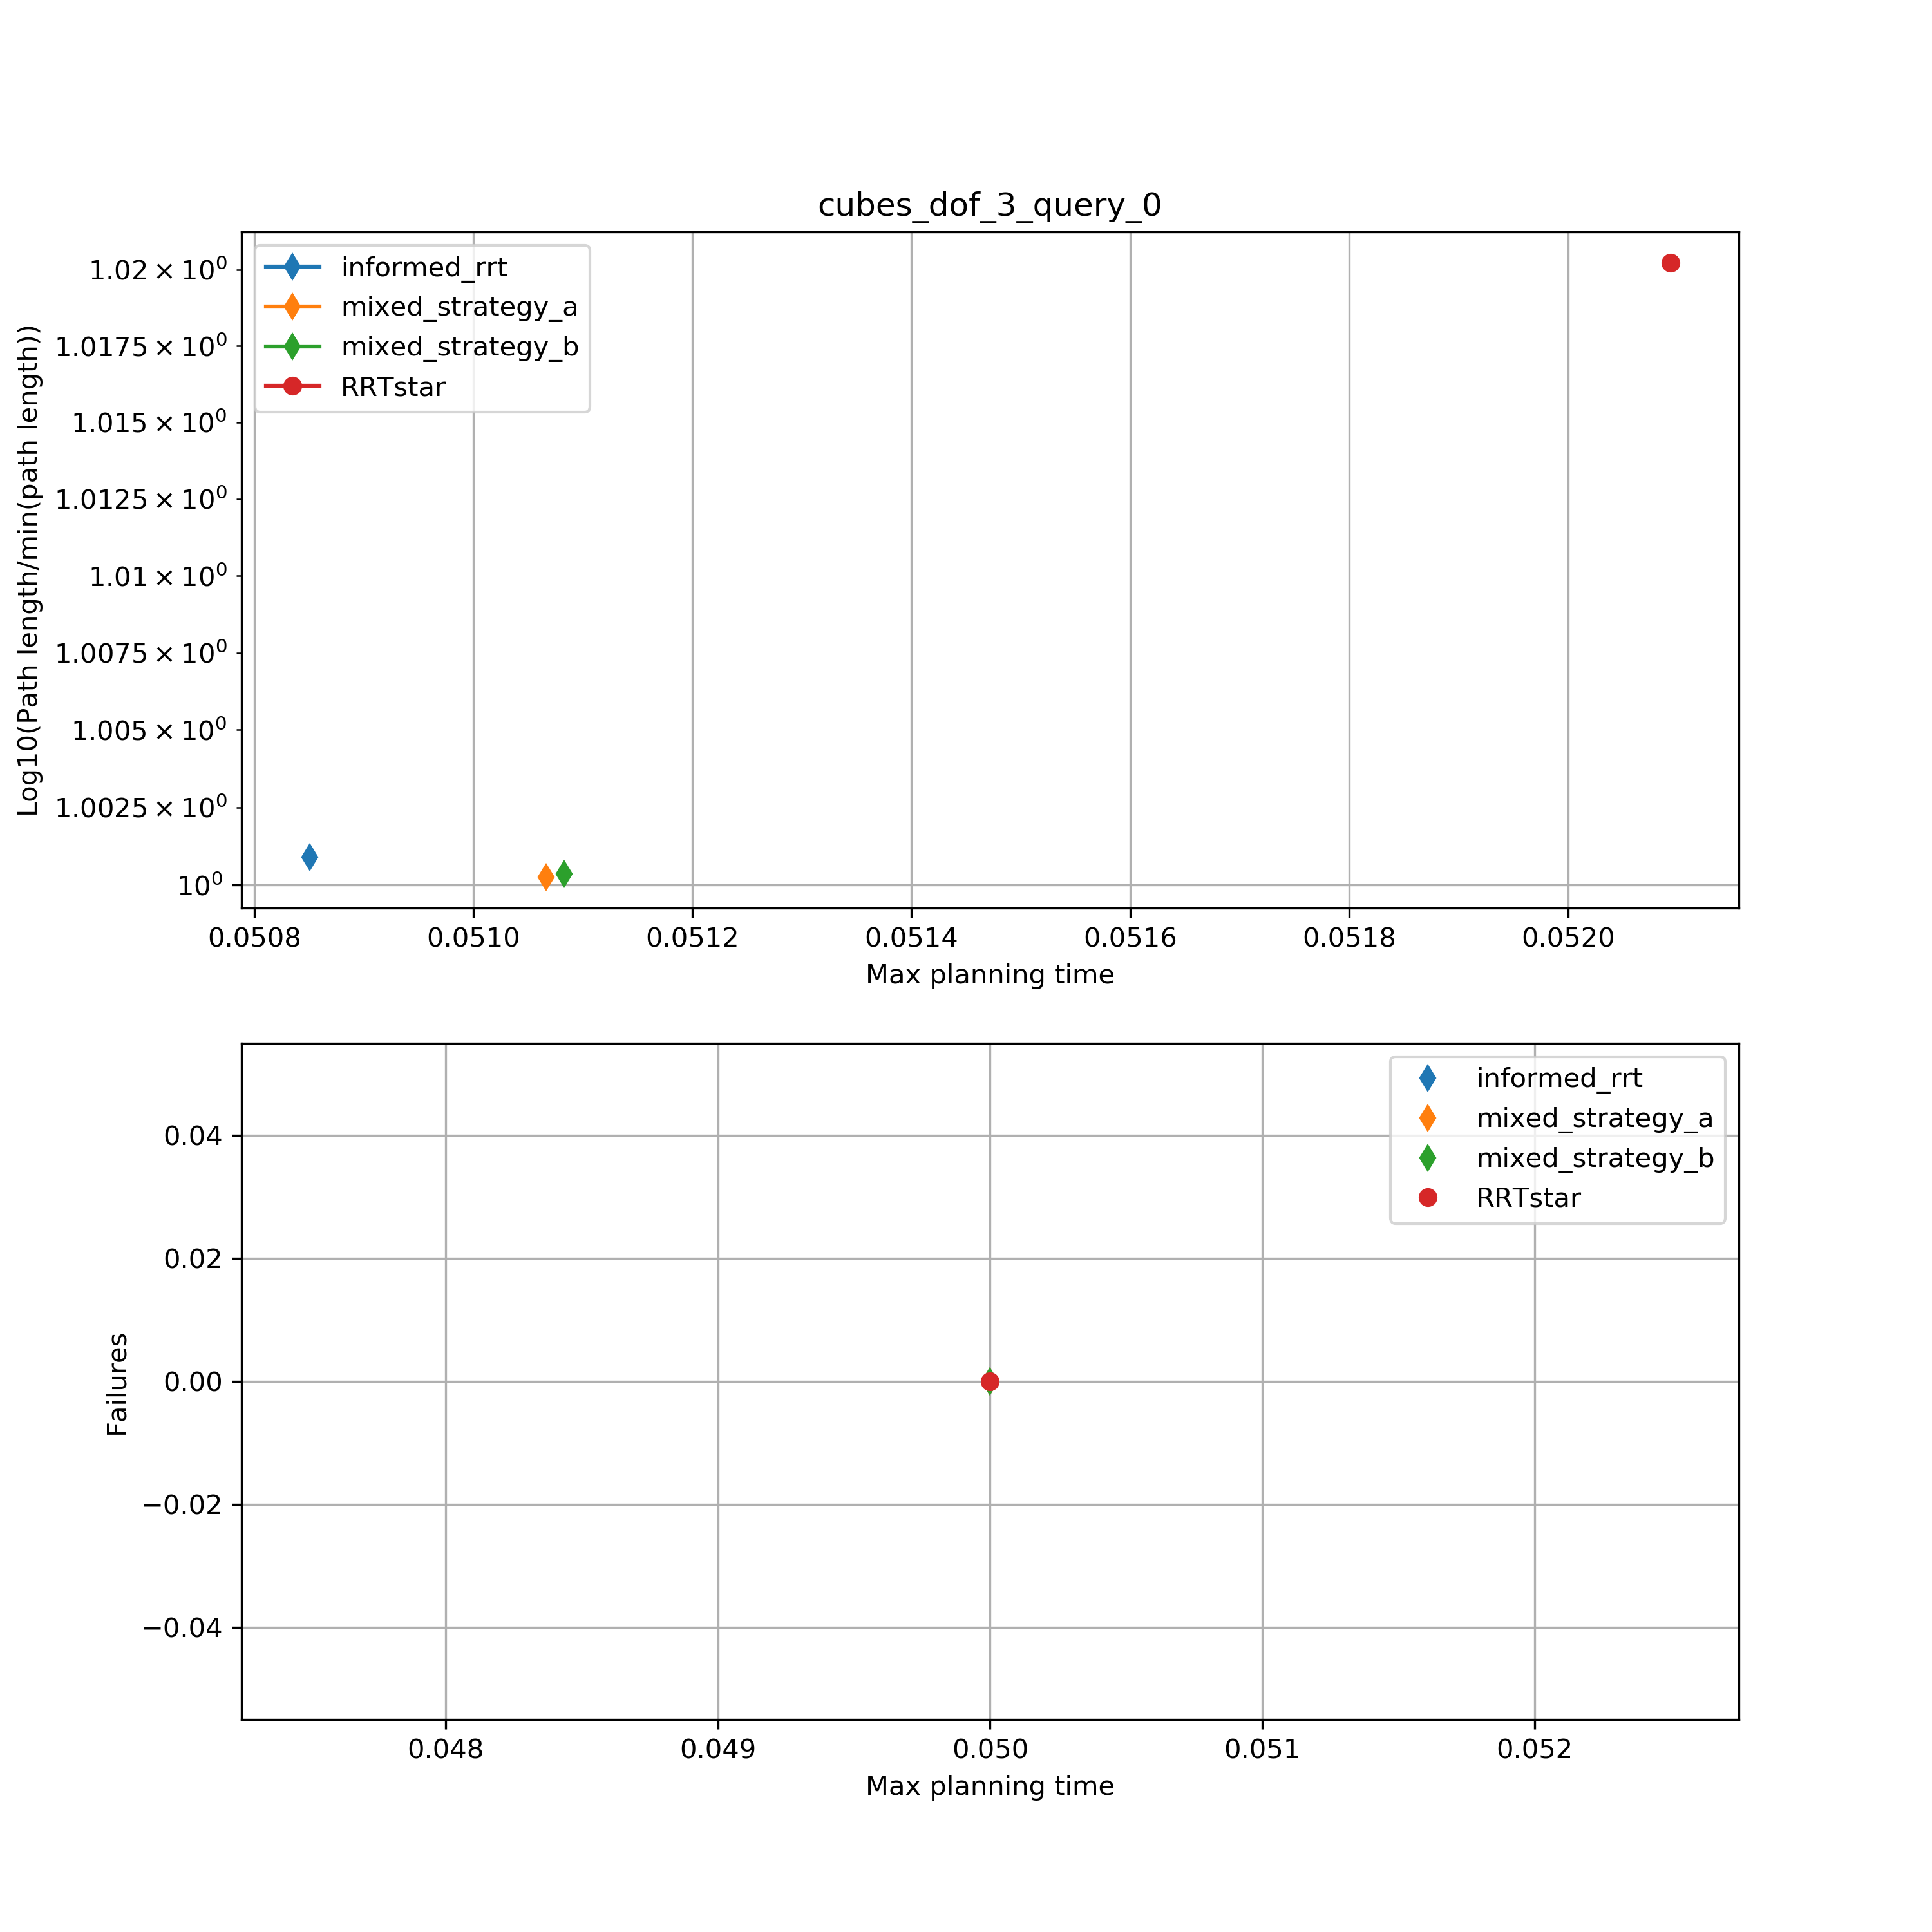 cubes_dof_3_query_0
1.02 × 10⁰
1.0175 × 10⁰
1.015 × 10⁰
1.0125 × 10⁰
1.01 × 10⁰
1.0075 × 10⁰
1.005 × 10⁰
1.0025 × 10⁰
10⁰
Log10(Path length/min(path length))
informed_rrt
mixed_strategy_a
mixed_strategy_b
RRTstar
0.0508 0.0510 0.0512 0.0514 0.0516 0.0518 0.0520
Max planning time
0.04
0.02
0.00
−0.02
−0.04
Failures
informed_rrt
mixed_strategy_a
mixed_strategy_b
RRTstar
0.048 0.049 0.050 0.051 0.052
Max planning time